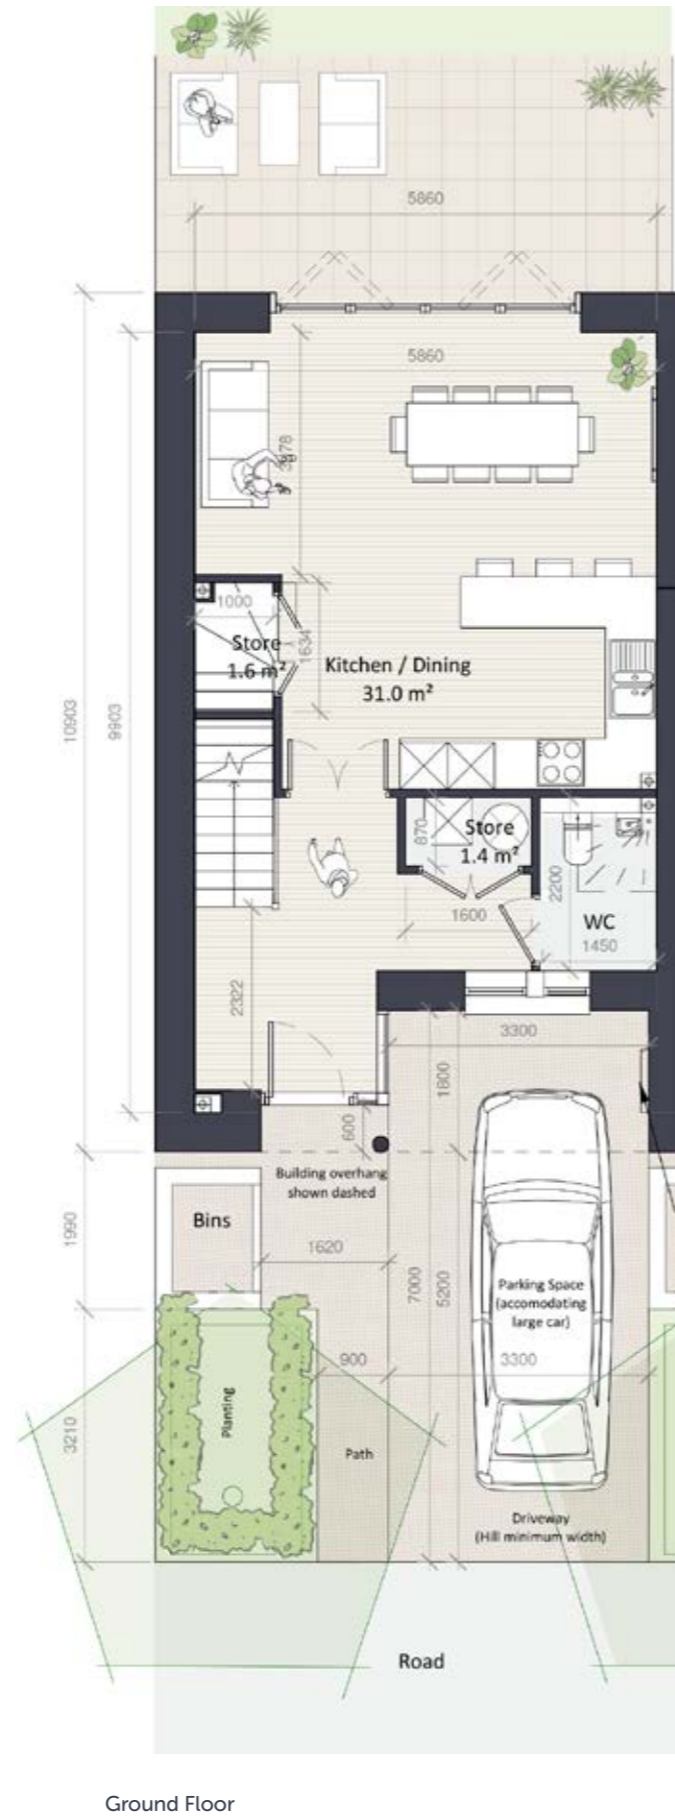 5860
5860
3878
1000
Store
1.6 m²
1634
Kitchen / Dining
31.0 m²
10903
9903
870
Store
1.4 m²
2200
1600
WC
1450
2322
3300
1800
600
Building overhang
shown dashed
Bins
1990
1620
7000
5200
Parking Space
(accomodating
large car)
900
3300
Planting
3210
Path
Driveway
(Hill minimum width)
Road
Ground Floor